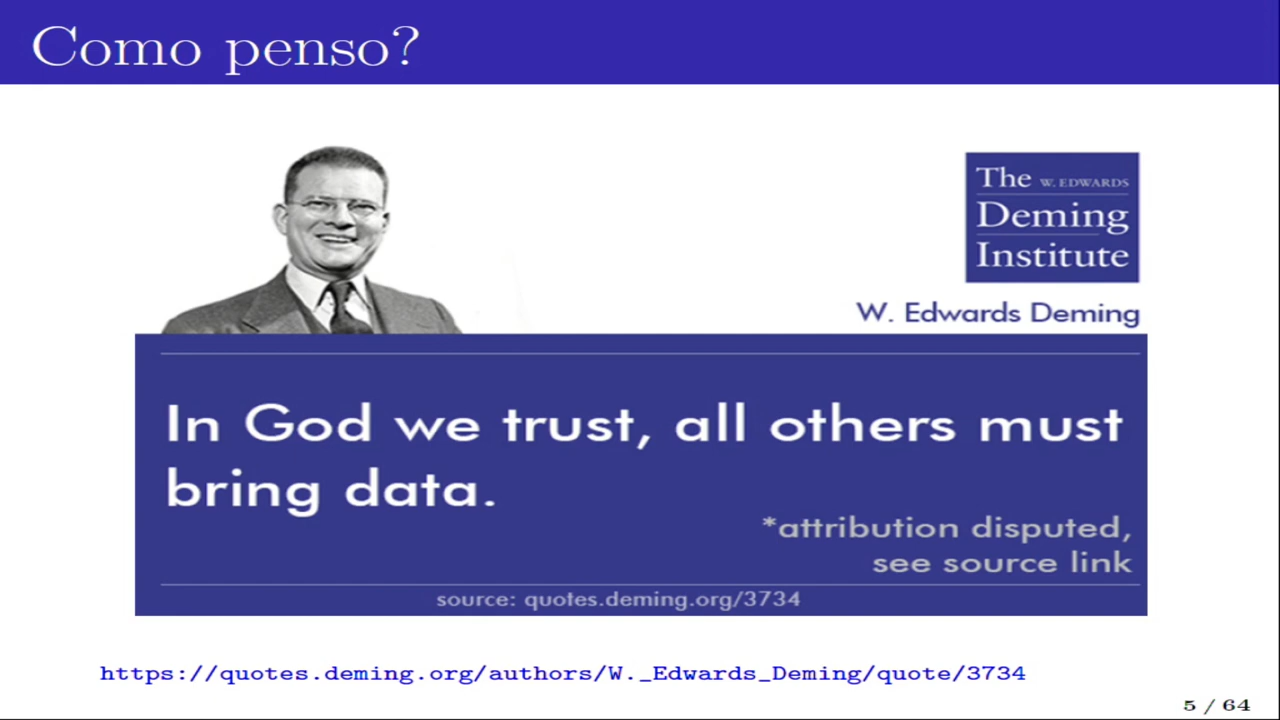 Como penso?
The W. EDWARDS
Deming
Institute
W. Edwards Deming
In God we trust, all others must
bring data.
*attribution disputed,
see source link
source: quotes.deming.org/3734
https://quotes.deming.org/authors/W._Edwards_Deming/quote/3734
5 / 64